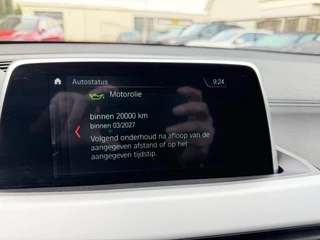 Autostatus
9:24
Motorolie
binnen 20000 km
binnen 03/2027
Volgend onderhoud na afloop van de
aangegeven afstand of op het
aangegeven tijdstip.